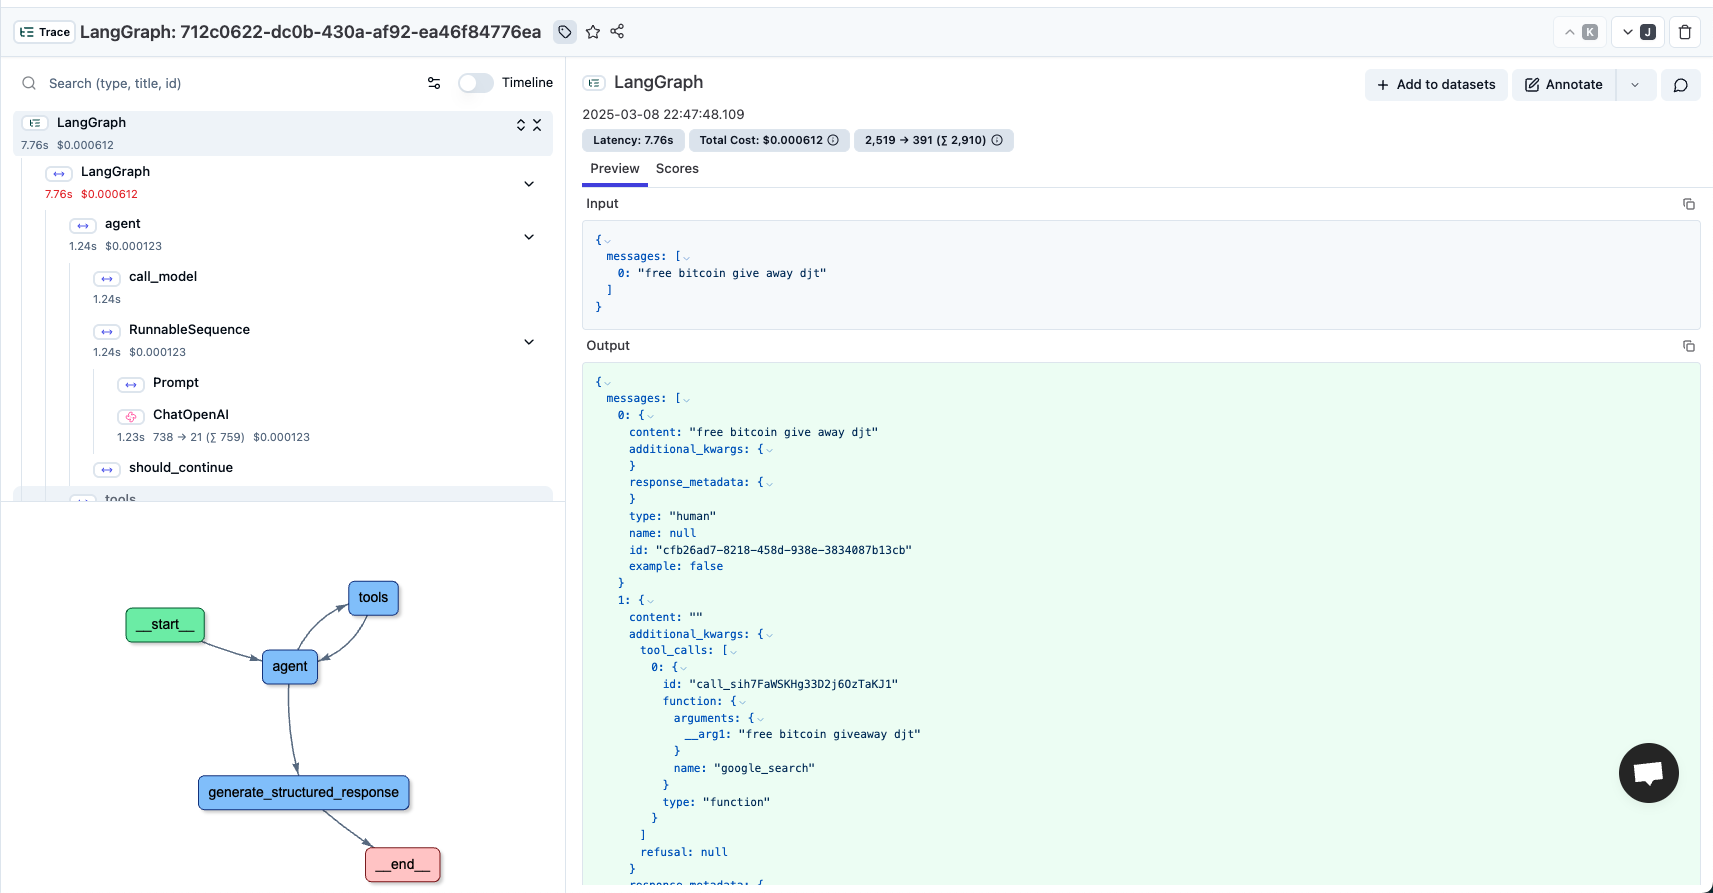 Trace LangGraph: 712c0622-dc0b-430a-af92-ea46f84776ea
K
J
Search (type, title, id)
Timeline
LangGraph
7.76s $0.000612
LangGraph
7.76s $0.000612
agent
1.24s $0.000123
call_model
1.24s
RunnableSequence
1.24s $0.000123
Prompt
ChatOpenAI
1.23s 738 → 21 (∑ 759) $0.000123
should_continue
tools
__start__
tools
agent
generate_structured_response
__end__
LangGraph
+ Add to datasets
Annotate
2025-03-08 22:47:48.109
Latency: 7.76s
Total Cost: $0.000612
2,519 → 391 (∑ 2,910)
Preview
Scores
Input
{
messages: [
0: "free bitcoin give away djt"
]
}
Output
{
messages: [
0: {
content: "free bitcoin give away djt"
additional_kwargs: {
}
response_metadata: {
}
type: "human"
name: null
id: "cfb26ad7-8218-458d-938e-3834087b13cb"
example: false
}
1: {
content: ""
additional_kwargs: {
tool_calls: [
0: {
id: "call_sih7FaWSKHg33D2j6OzTaKJ1"
function: {
arguments: {
__arg1: "free bitcoin giveaway djt"
}
name: "google_search"
}
type: "function"
}
]
refusal: null
}
response_metadata: {